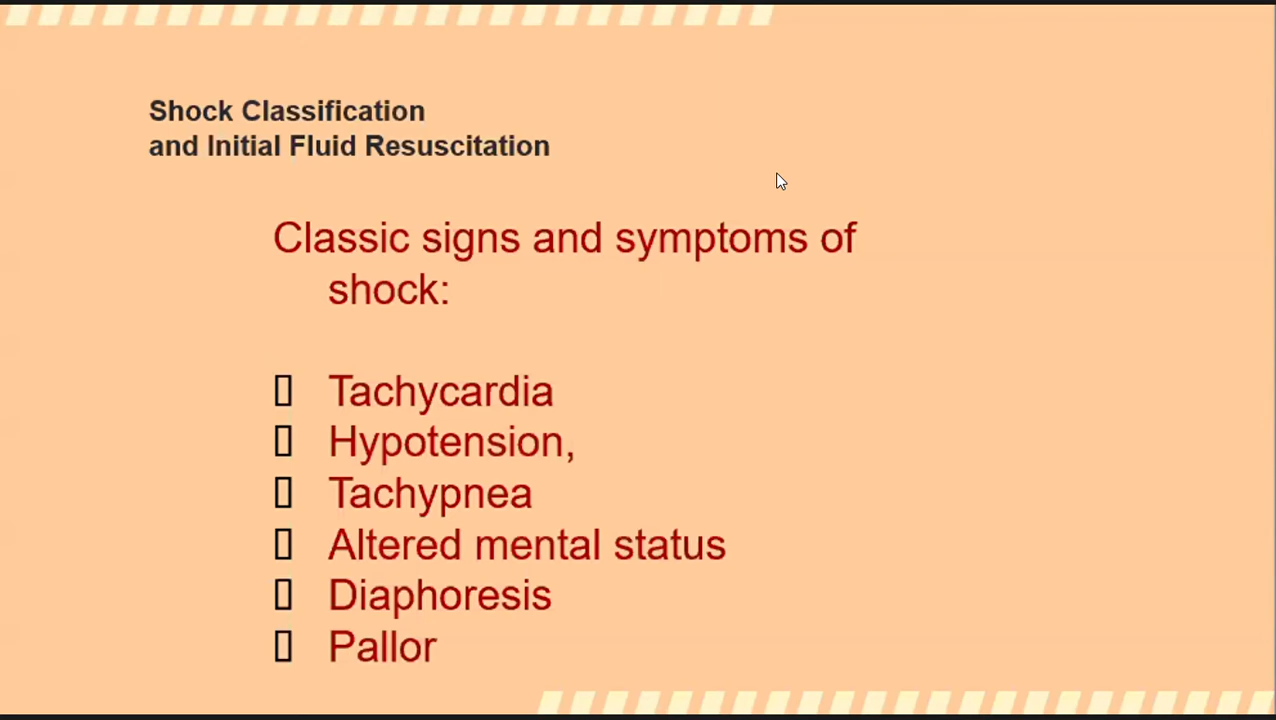 Shock Classification
and Initial Fluid Resuscitation
Classic signs and symptoms of
shock:
Tachycardia
Hypotension,
Tachypnea
Altered mental status
Diaphoresis
Pallor